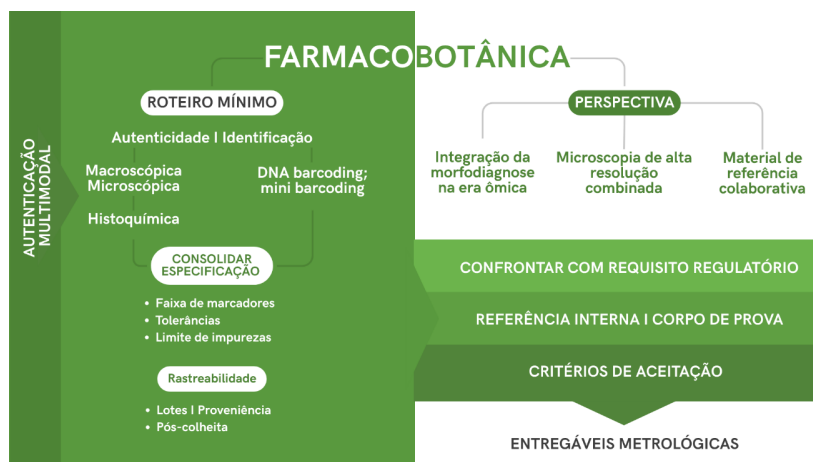 FARMACOBOTÂNICA
AUTENTICAÇÃO
MULTIMODAL
ROTEIRO MÍNIMO
Autenticidade I Identificação
Macroscópica
Microscópica
Histoquímica
DNA barcoding;
mini barcoding
CONSOLIDAR
ESPECIFICAÇÃO
• Faixa de marcadores
• Tolerâncias
• Limite de impurezas
Rastreabilidade
• Lotes I Proveniência
• Pós-colheita
PERSPECTIVA
Integração da
morfodiagnose
na era ômica
Microscopia de alta
resolução
combinada
Material de
referência
colaborativa
CONFRONTAR COM REQUISITO REGULATÓRIO
REFERÊNCIA INTERNA I CORPO DE PROVA
CRITÉRIOS DE ACEITAÇÃO
ENTREGÁVEIS METROLÓGICAS